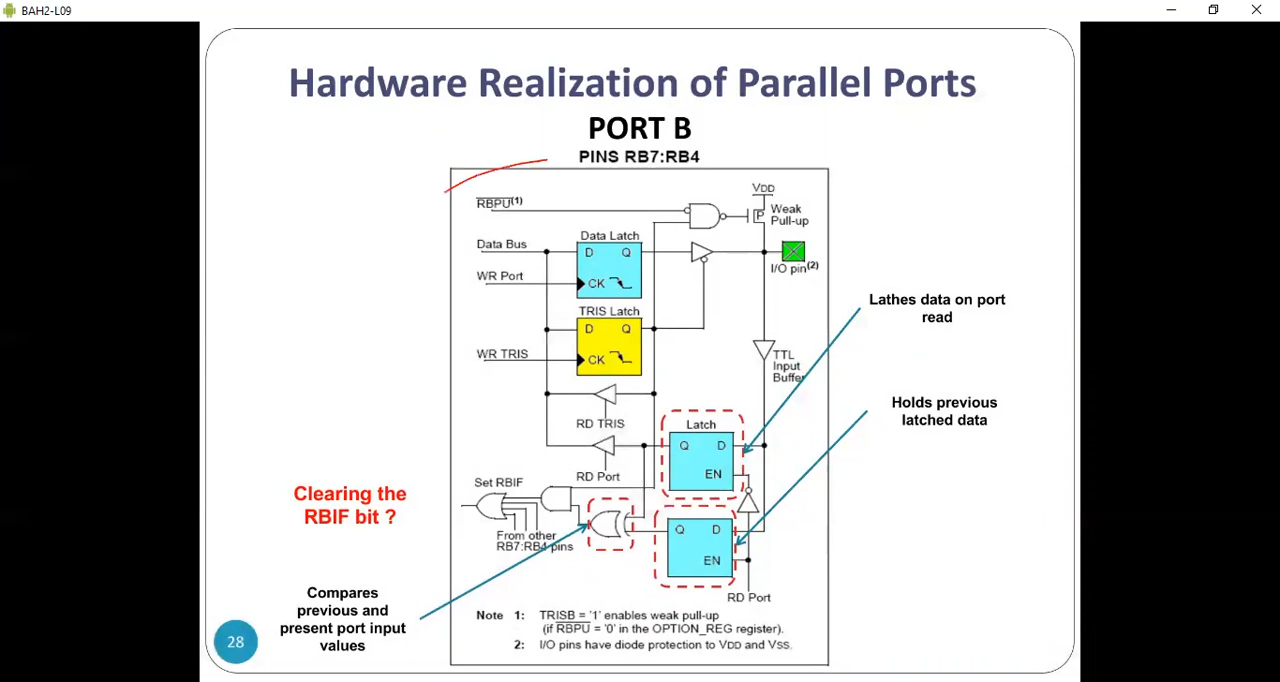 BAH2-L09
Hardware Realization of Parallel Ports
PORT B
PINS RB7:RB4
VDD
RBPU(1)
Weak
Pull-up
P
Data Bus
Data Latch
D Q
I/O pin(2)
WR Port
CK
Lathes data on port
read
TRIS Latch
D Q
WR TRIS
CK
TTL
Input
Buffer
Holds previous
latched data
RD TRIS
Latch
Q D
EN
RD Port
Set RBIF
Clearing the
RBIF bit ?
From other
RB7:RB4 pins
Q D
EN
RD Port
Compares
previous and
present port input
values
Note 1: TRISB = '1' enables weak pull-up
(if RBPU = '0' in the OPTION_REG register).
2: I/O pins have diode protection to VDD and VSS.
28